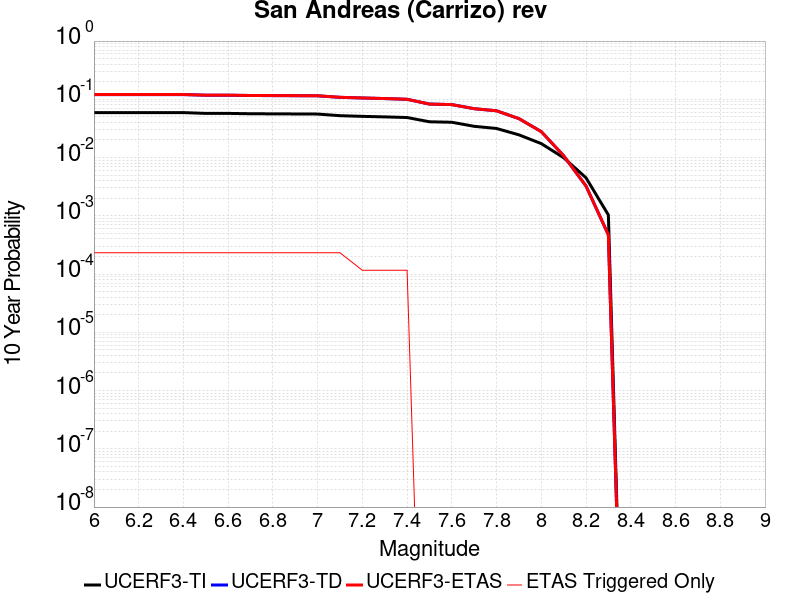 San Andreas (Carrizo) rev
10 Year Probability
10^0
10^-1
10^-2
10^-3
10^-4
10^-5
10^-6
10^-7
10^-8
6 6.2 6.4 6.6 6.8 7 7.2 7.4 7.6 7.8 8 8.2 8.4 8.6 8.8 9
Magnitude
UCERF3-TI UCERF3-TD UCERF3-ETAS ETAS Triggered Only